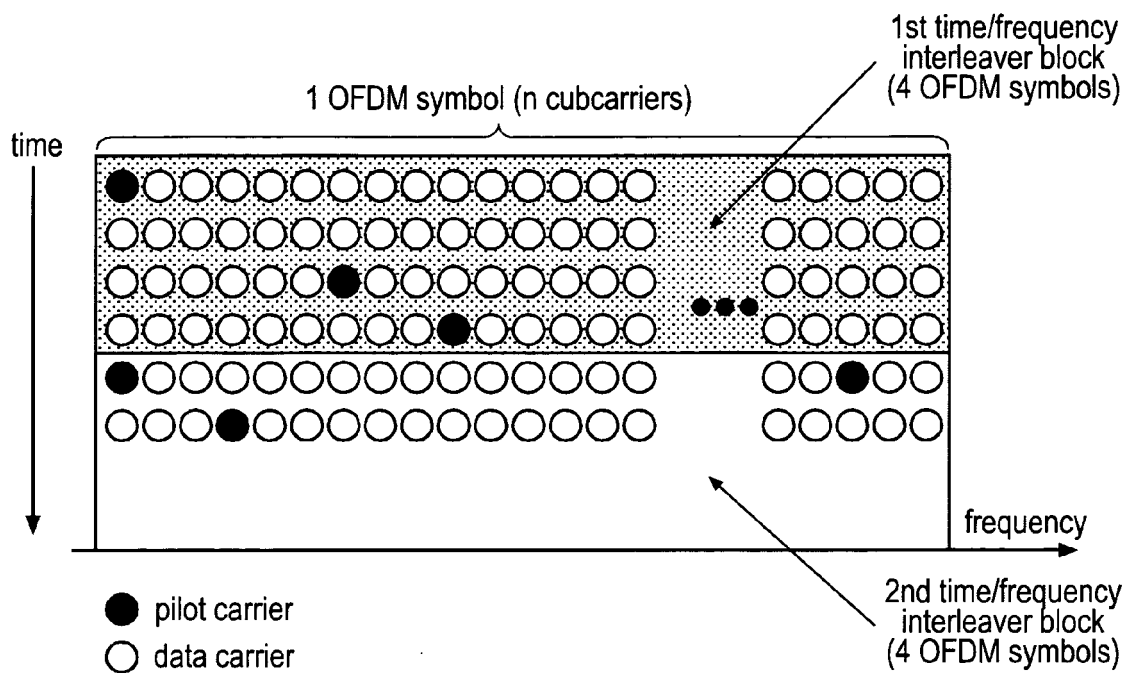 1st time/frequency
interleaver block
(4 OFDM symbols)
1 OFDM symbol (n cubcarriers)
time
frequency
pilot carrier
data carrier
2nd time/frequency
interleaver block
(4 OFDM symbols)